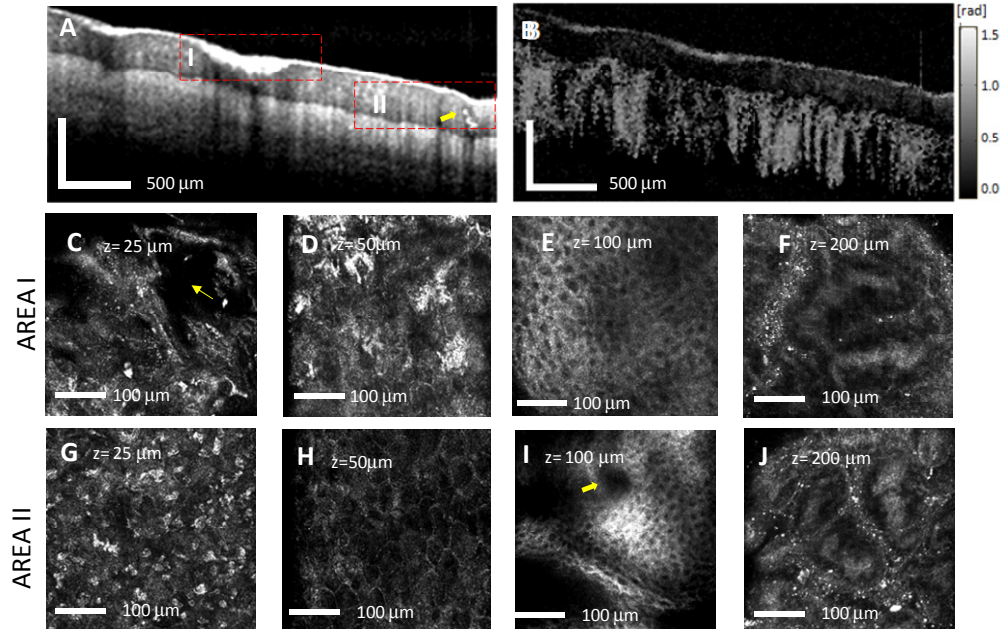 A
I
II
500 µm
B
500 µm
[rad]
1.5
1.0
0.5
0.0
AREA I
C
z= 25 µm
100 µm
D
z=50µm
100 µm
E
z=100 µm
100 µm
F
z=200 µm
100 µm
AREA II
G
z= 25 µm
100 µm
H
z=50µm
100 µm
I
z=100 µm
100 µm
J
z=200 µm
100 µm